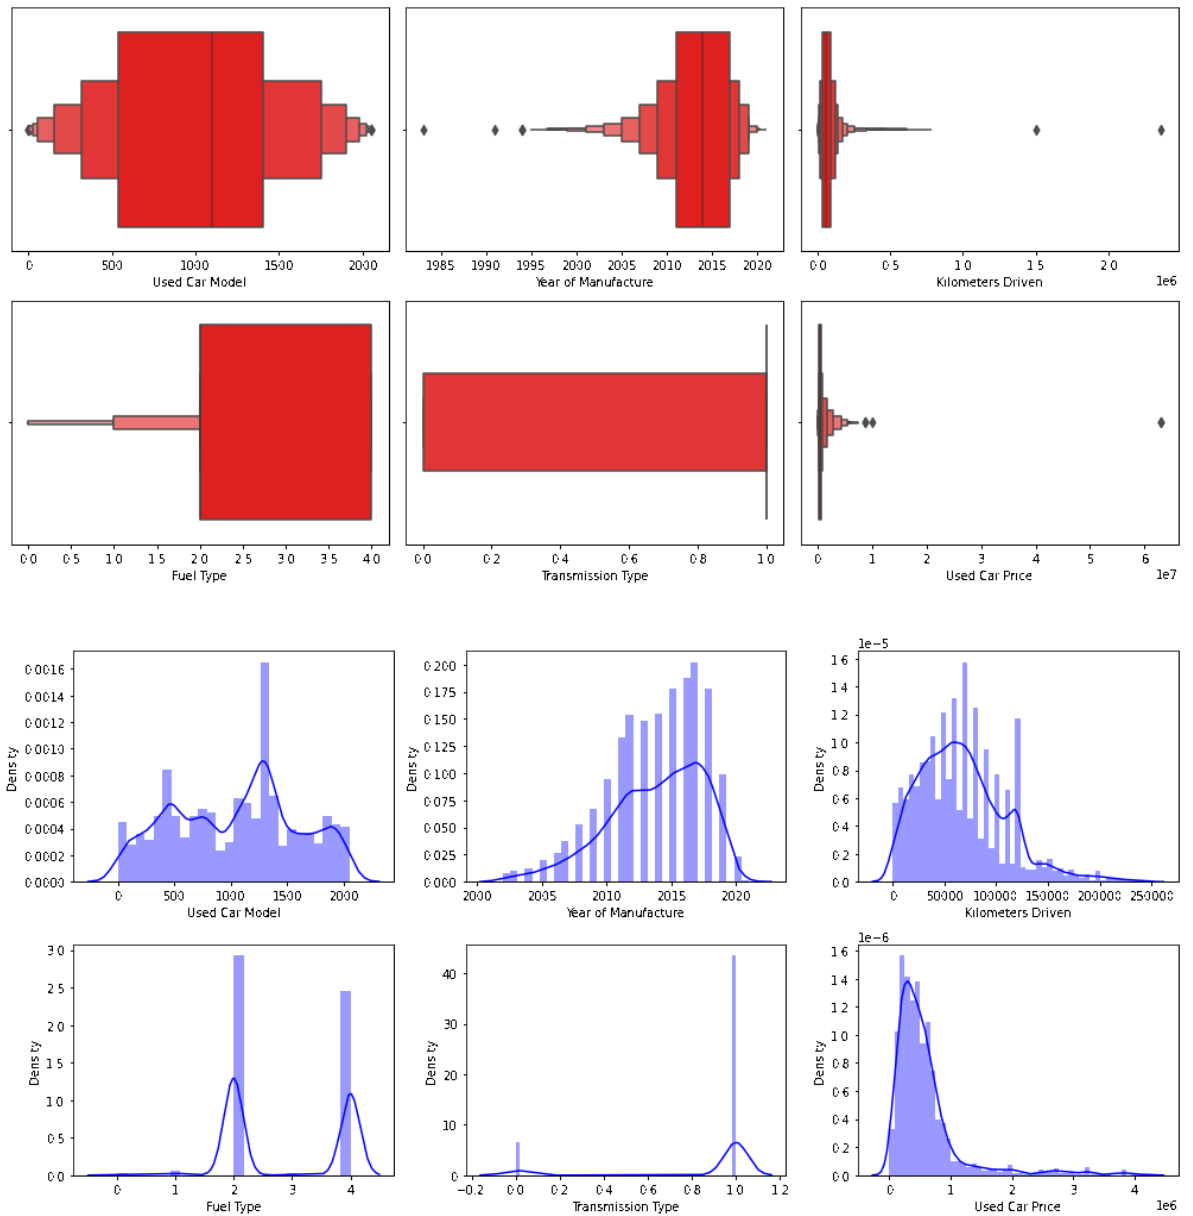 0 500 1000 1500 2000
Used Car Model
1985 1990 1995 2000 2005 2010 2015 2020
Year of Manufacture
0.0 0.5 1.0 1.5 2.0
1e6
Kilometers Driven
0.0 0.5 1.0 1.5 2.0 2.5 3.0 3.5 4.0
Fuel Type
0.0 0.2 0.4 0.6 0.8 1.0
Transmission Type
0 1 2 3 4 5 6
1e7
Used Car Price
0.0016
0.0014
0.0012
0.0010
0.0008
0.0006
0.0004
0.0002
0.0000
Density
0 500 1000 1500 2000
Used Car Model
0.200
0.175
0.150
0.125
0.100
0.075
0.050
0.025
0.000
Density
2000 2005 2010 2015 2020
Year of Manufacture
1e−5
1.6
1.4
1.2
1.0
0.8
0.6
0.4
0.2
0.0
Density
0 50000 100000 150000 200000 250000
Kilometers Driven
3.0
2.5
2.0
1.5
1.0
0.5
0.0
Density
0 1 2 3 4
Fuel Type
40
30
20
10
0
Density
−0.2 0.0 0.2 0.4 0.6 0.8 1.0 1.2
Transmission Type
1e−6
1.6
1.4
1.2
1.0
0.8
0.6
0.4
0.2
0.0
Density
0 1 2 3 4
1e6
Used Car Price